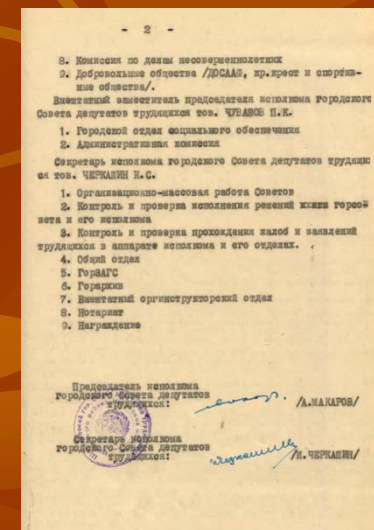 - 2 -
8. Комиссия по делам несовершеннолетних
9. Добровольные общества /ДОСААФ, кр.крест и спортив-
ные общества/.
Внештатный заместитель председателя исполкома городског
Совета депутатов трудящихся тов. ЧУВАШОВ П.К.
1. Городской отдел социального обеспечения
2. Административная комиссия
Секретарь исполкома городского Совета депутатов трудящих
ся тов. ЧЕРКАШИН И.С.
1. Организационно-массовая работа Советов
2. Контроль и проверка исполнения решений горсо-
вета и его исполкома
3. Контроль и проверка прохождения жалоб и заявлений
трудящихся в аппарате исполкома и его отделах.
4. Общий отдел
5. ГорЗАГС
6. Горархив
7. Внештатный оргинструкторский отдел
8. Нотариат
9. Награждение
Председатель исполкома
городского Совета депутатов
трудящихся: /А.МАКАРОВ/
Секретарь исполкома
городского Совета депутатов
трудящихся: /И.ЧЕРКАШИН/